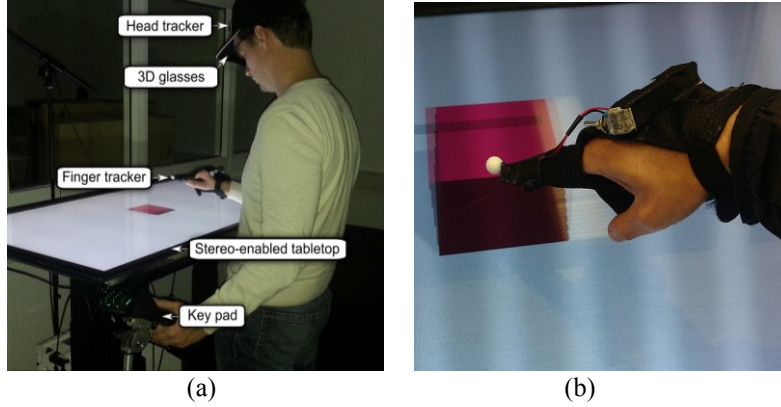 Head tracker
3D glasses
Finger tracker
Stereo-enabled tabletop
Key pad
(a)
(b)